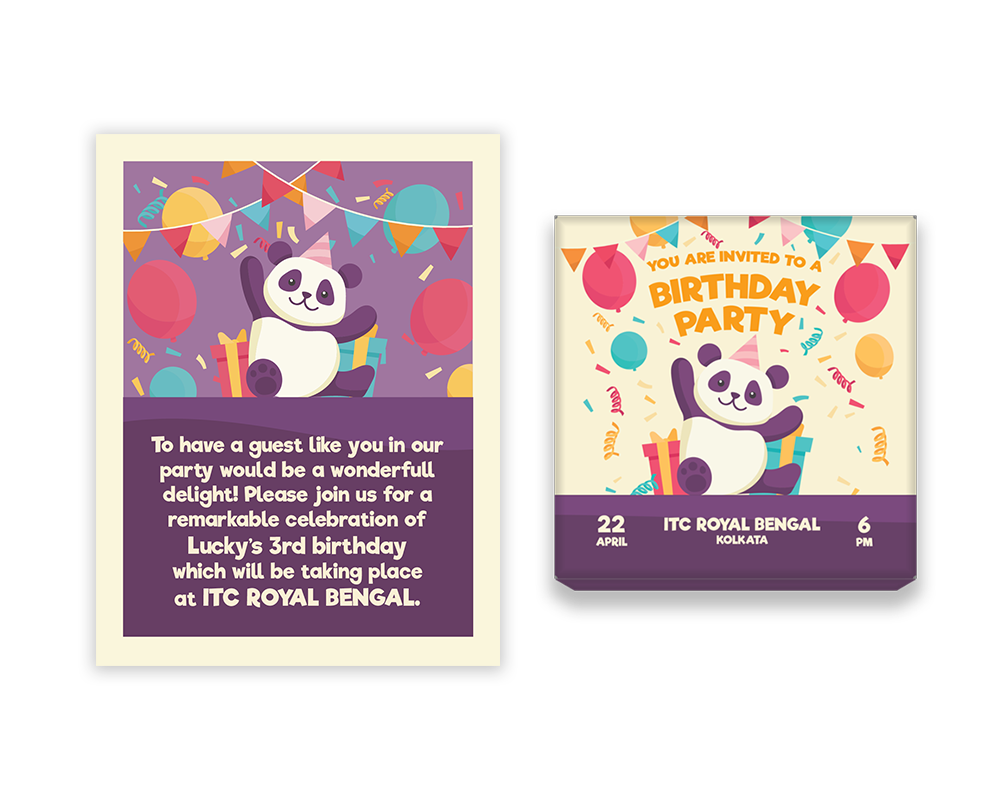 To have a guest like you in our
party would be a wonderfull
delight! Please join us for a
remarkable celebration of
Lucky's 3rd birthday
which will be taking place
at ITC ROYAL BENGAL.
YOU ARE INVITED TO A
BIRTHDAY
PARTY
22
APRIL
ITC ROYAL BENGAL
KOLKATA
6
PM